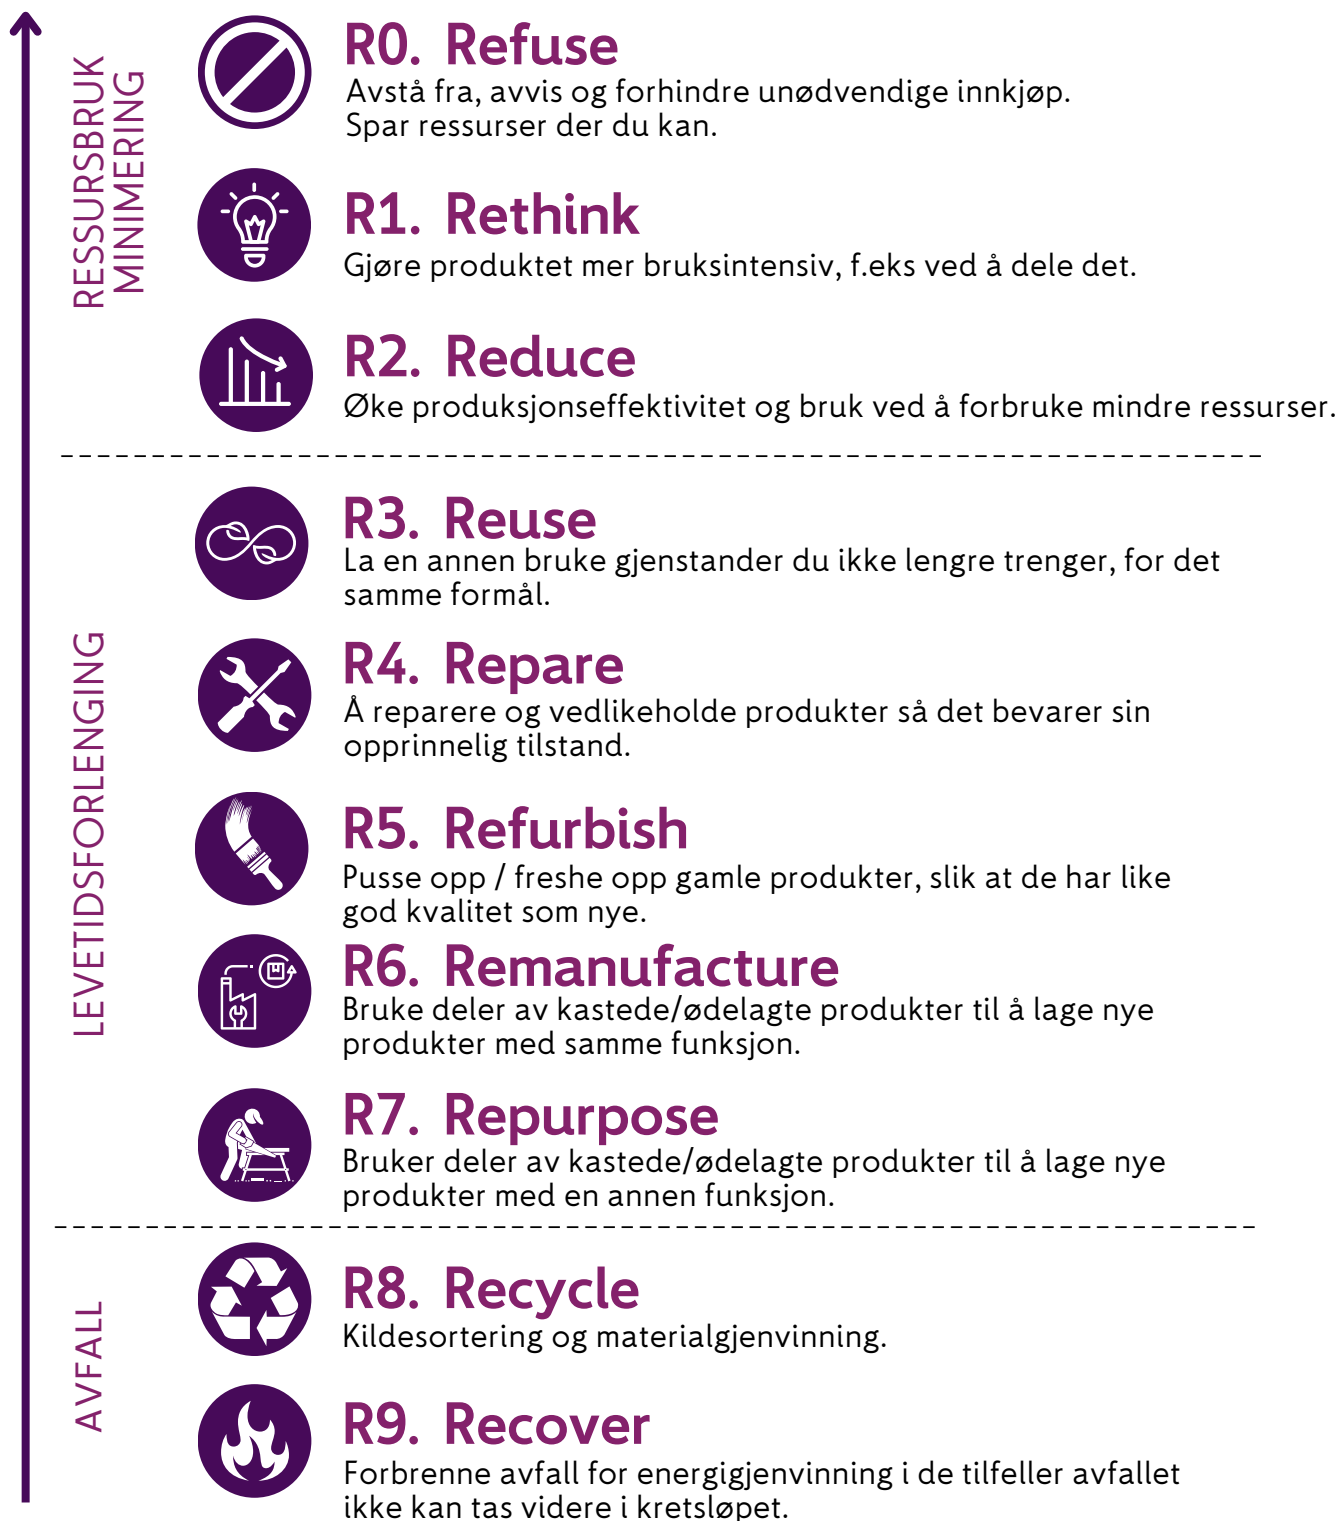 RESSURSBRUK
MINIMERING
R0. Refuse
Avstå fra, avvis og forhindre unødvendige innkjøp.
Spar ressurser der du kan.
R1. Rethink
Gjøre produktet mer bruksintensiv, f.eks ved å dele det.
R2. Reduce
Øke produksjonseffektivitet og bruk ved å forbruke mindre ressurser.
LEVETIDSFORLENGING
R3. Reuse
La en annen bruke gjenstander du ikke lengre trenger, for det
samme formål.
R4. Repare
Å reparere og vedlikeholde produkter så det bevarer sin
opprinnelig tilstand.
R5. Refurbish
Pusse opp / freshe opp gamle produkter, slik at de har like
god kvalitet som nye.
R6. Remanufacture
Bruke deler av kastede/ødelagte produkter til å lage nye
produkter med samme funksjon.
R7. Repurpose
Bruker deler av kastede/ødelagte produkter til å lage nye
produkter med en annen funksjon.
AVFALL
R8. Recycle
Kildesortering og materialgjenvinning.
R9. Recover
Forbrenne avfall for energigjenvinning i de tilfeller avfallet
ikke kan tas videre i kretsløpet.